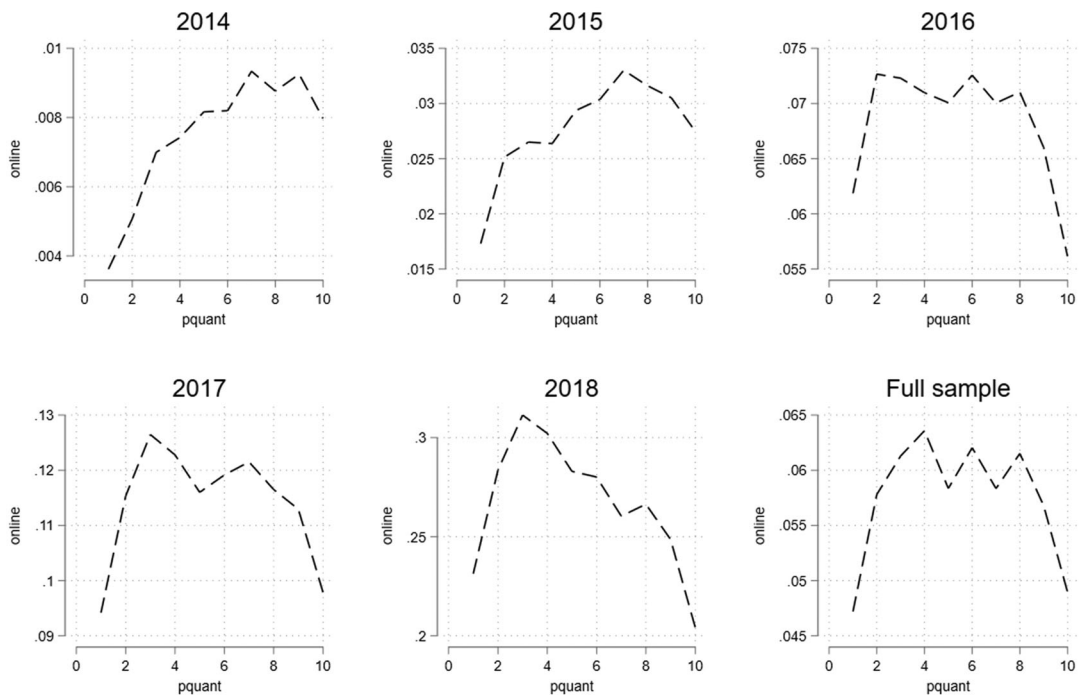 2014
.01
.008
.006
.004
online
0 2 4 6 8 10
pquant
2015
.035
.03
.025
.02
.015
online
0 2 4 6 8 10
pquant
2016
.075
.07
.065
.06
.055
online
0 2 4 6 8 10
pquant
2017
.13
.12
.11
.1
.09
online
0 2 4 6 8 10
pquant
2018
.3
.25
.2
online
0 2 4 6 8 10
pquant
Full sample
.065
.06
.055
.05
.045
online
0 2 4 6 8 10
pquant